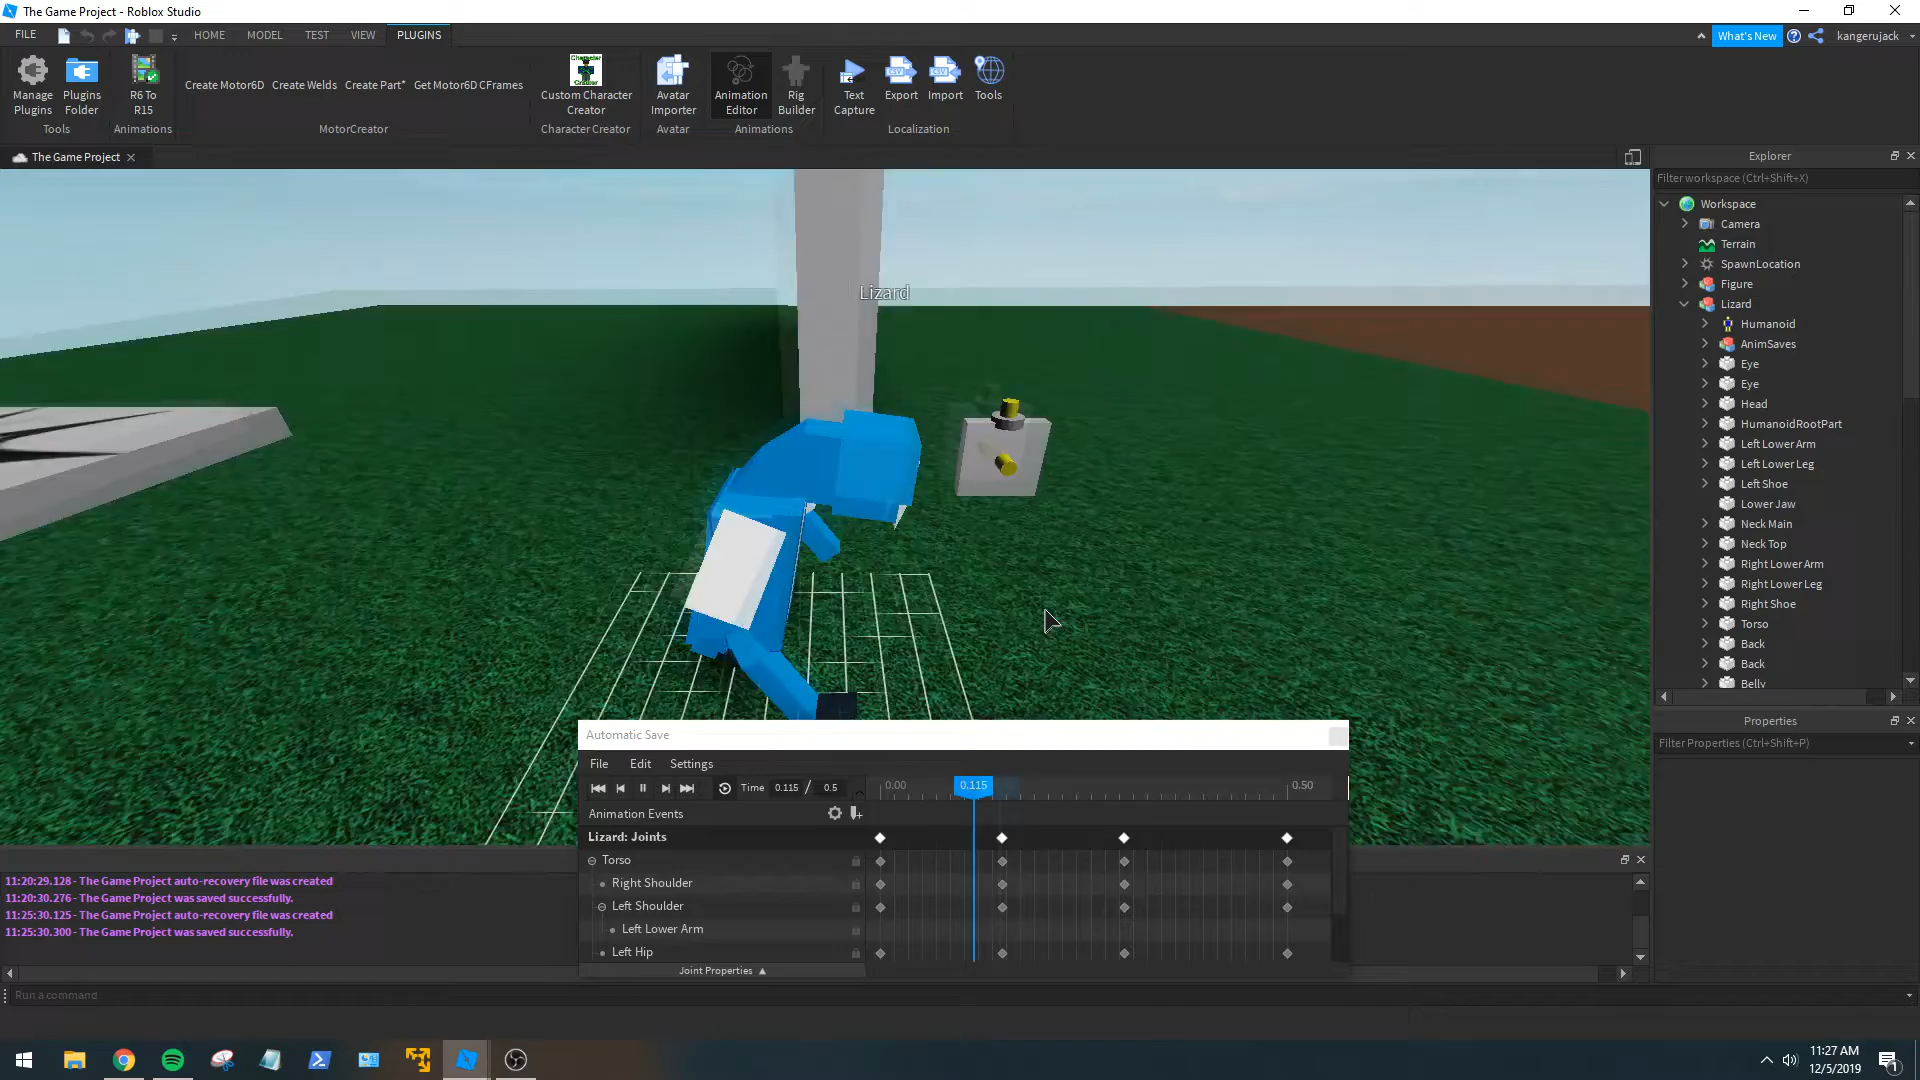 The Game Project - Roblox Studio
FILE HOME MODEL TEST VIEW PLUGINS What's New kangerujack
Manage Plugins
Plugins Folder
Tools
R6 To R15
Animations
Create Motor6D Create Welds Create Part* Get Motor6D CFrames
MotorCreator
Custom Character Creator
Character Creator
Avatar Importer
Avatar
Animation Editor
Rig Builder
Animations
Text Capture
Export
Import
Tools
Localization
The Game Project
Lizard
Explorer
Filter workspace (Ctrl+Shift+X)
Workspace
Camera
Terrain
SpawnLocation
Figure
Lizard
Humanoid
AnimSaves
Eye
Eye
Head
HumanoidRootPart
Left Lower Arm
Left Lower Leg
Left Shoe
Lower Jaw
Neck Main
Neck Top
Right Lower Arm
Right Lower Leg
Right Shoe
Torso
Back
Back
Belly
Properties
Filter Properties (Ctrl+Shift+P)
Automatic Save
File Edit Settings
Time 0.115 / 0.5 0.00 0.115 0.50
Animation Events
Lizard: Joints
Torso
Right Shoulder
Left Shoulder
Left Lower Arm
Left Hip
Joint Properties
11:20:29.128 - The Game Project auto-recovery file was created
11:20:30.276 - The Game Project was saved successfully.
11:25:30.125 - The Game Project auto-recovery file was created
11:25:30.300 - The Game Project was saved successfully.
Run a command
11:27 AM
12/5/2019
1